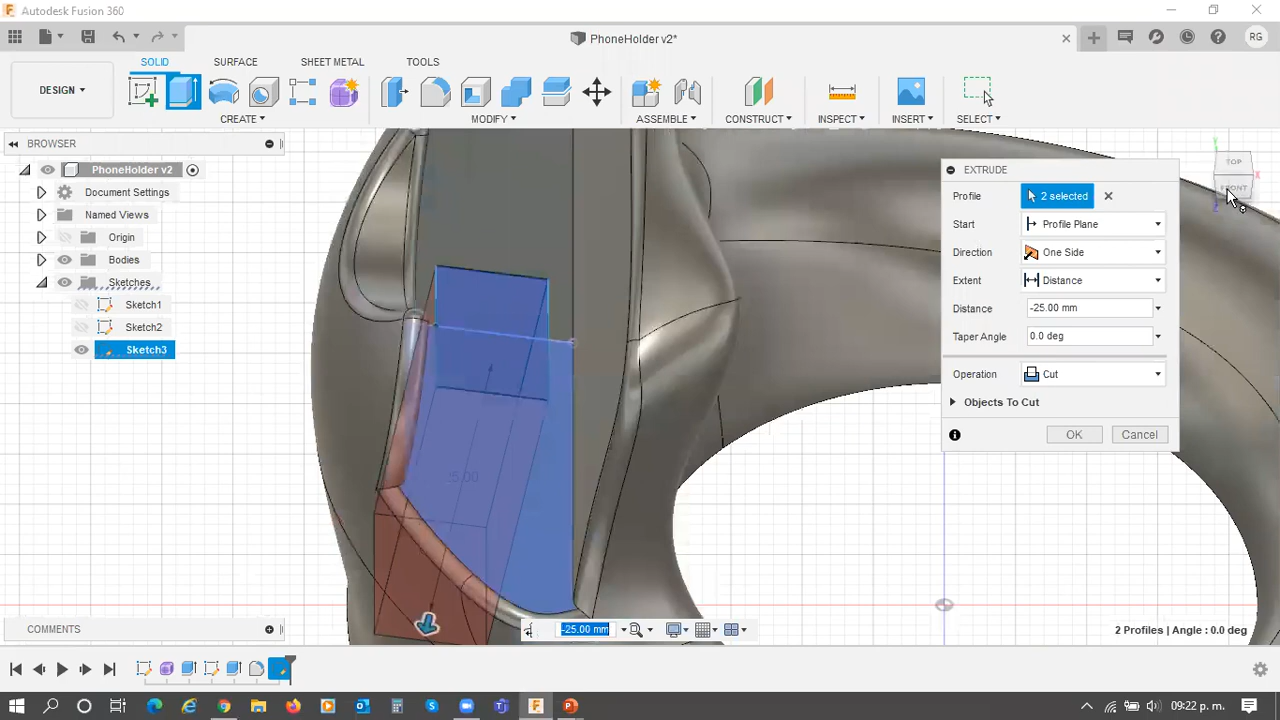 Autodesk Fusion 360
PhoneHolder v2*
RG
DESIGN
SOLID
SURFACE
SHEET METAL
TOOLS
CREATE
MODIFY
ASSEMBLE
CONSTRUCT
INSPECT
INSERT
SELECT
BROWSER
PhoneHolder v2
Document Settings
Named Views
Origin
Bodies
Sketches
Sketch1
Sketch2
Sketch3
TOP
FRONT
EXTRUDE
Profile 2 selected
Start Profile Plane
Direction One Side
Extent Distance
Distance -25.00 mm
Taper Angle 0.0 deg
Operation Cut
Objects To Cut
OK Cancel
COMMENTS
-25.00 mm
2 Profiles | Angle : 0.0 deg
09:22 p. m.